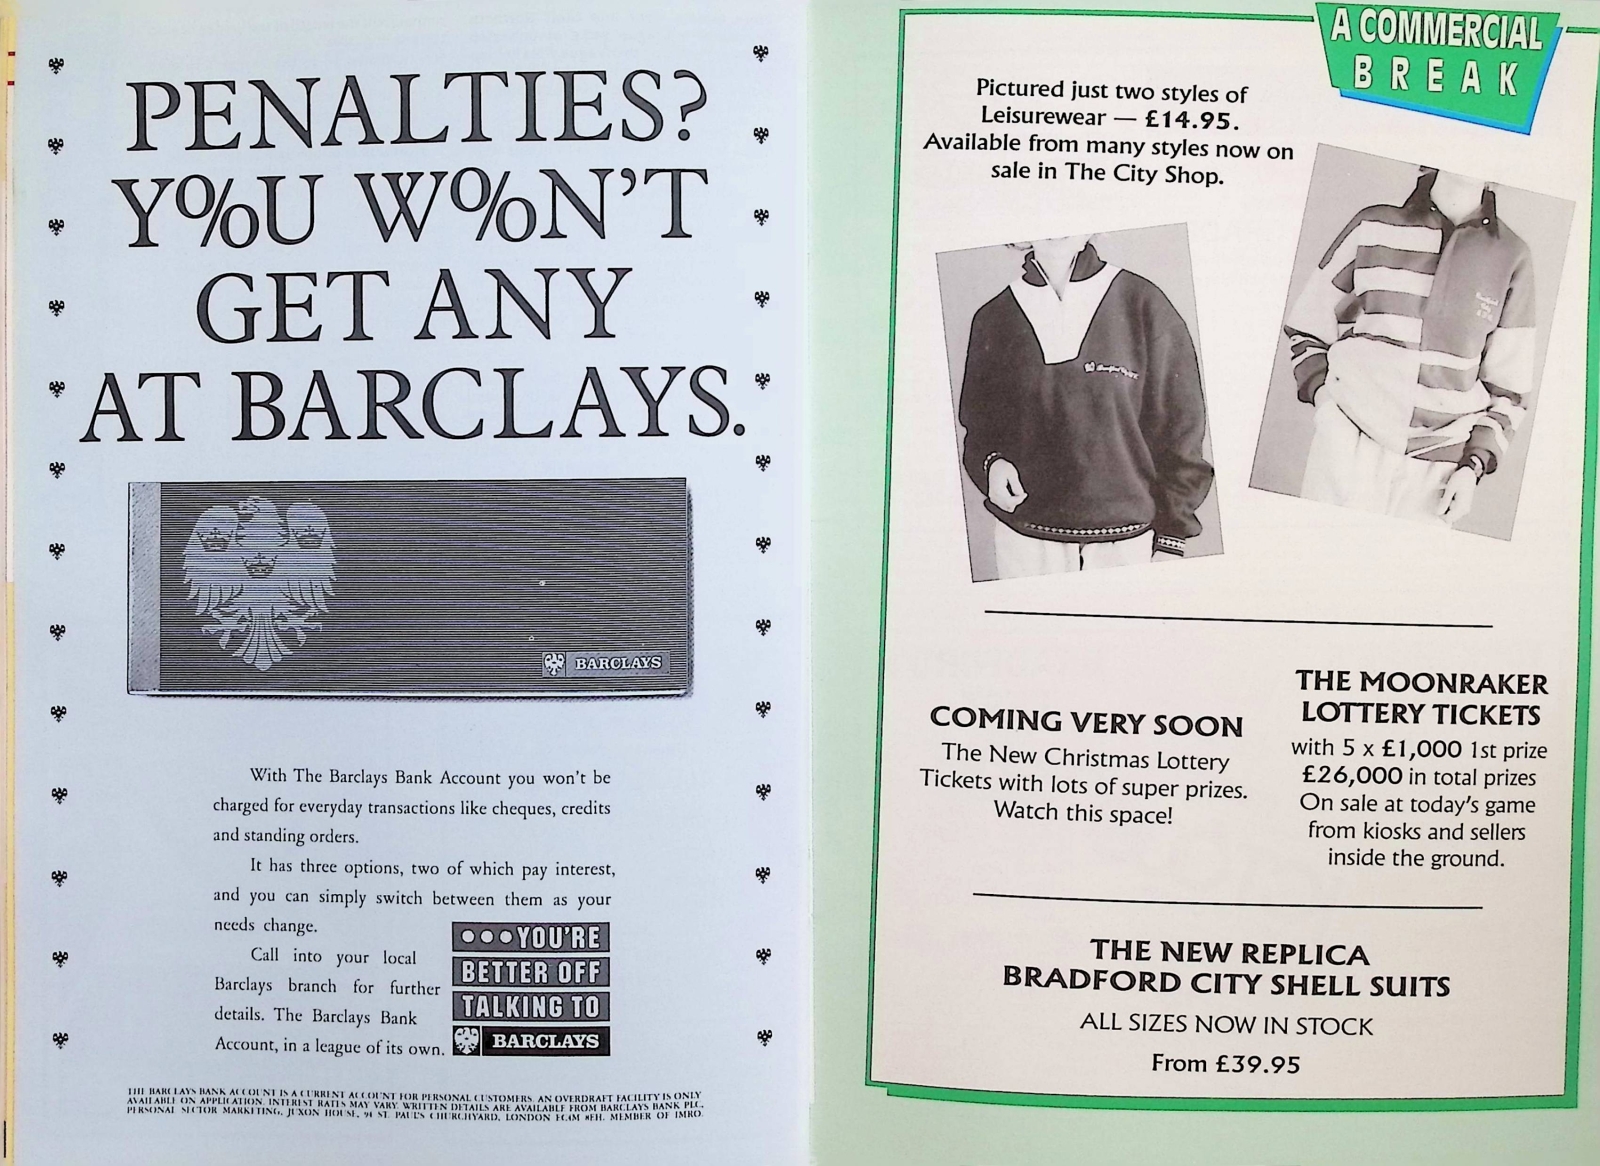 PENALTIES?
Y%U W%N'T
GET ANY
AT BARCLAYS.
BARCLAYS
With The Barclays Bank Account you won't be
charged for everyday transactions like cheques, credits
and standing orders.
It has three options, two of which pay interest,
and you can simply switch between them as your
needs change.
Call into your local
Barclays branch for further
details. The Barclays Bank
Account, in a league of its own.
•••YOU'RE
BETTER OFF
TALKING TO
BARCLAYS
THE BARCLAYS BANK ACCOUNT IS A CURRENT ACCOUNT FOR PERSONAL CUSTOMERS. AN OVERDRAFT FACILITY IS ONLY
AVAILABLE ON APPLICATION. INTEREST RATES MAY VARY. WRITTEN DETAILS ARE AVAILABLE FROM BARCLAYS BANK PLC,
PERSONAL SECTOR MARKETING, JUXON HOUSE, 94 ST. PAUL'S CHURCHYARD, LONDON EC4M 8EH. MEMBER OF IMRO.
A COMMERCIAL
BREAK
Pictured just two styles of
Leisurewear — £14.95.
Available from many styles now on
sale in The City Shop.
COMING VERY SOON
The New Christmas Lottery
Tickets with lots of super prizes.
Watch this space!
THE MOONRAKER
LOTTERY TICKETS
with 5 x £1,000 1st prize
£26,000 in total prizes
On sale at today's game
from kiosks and sellers
inside the ground.
THE NEW REPLICA
BRADFORD CITY SHELL SUITS
ALL SIZES NOW IN STOCK
From £39.95